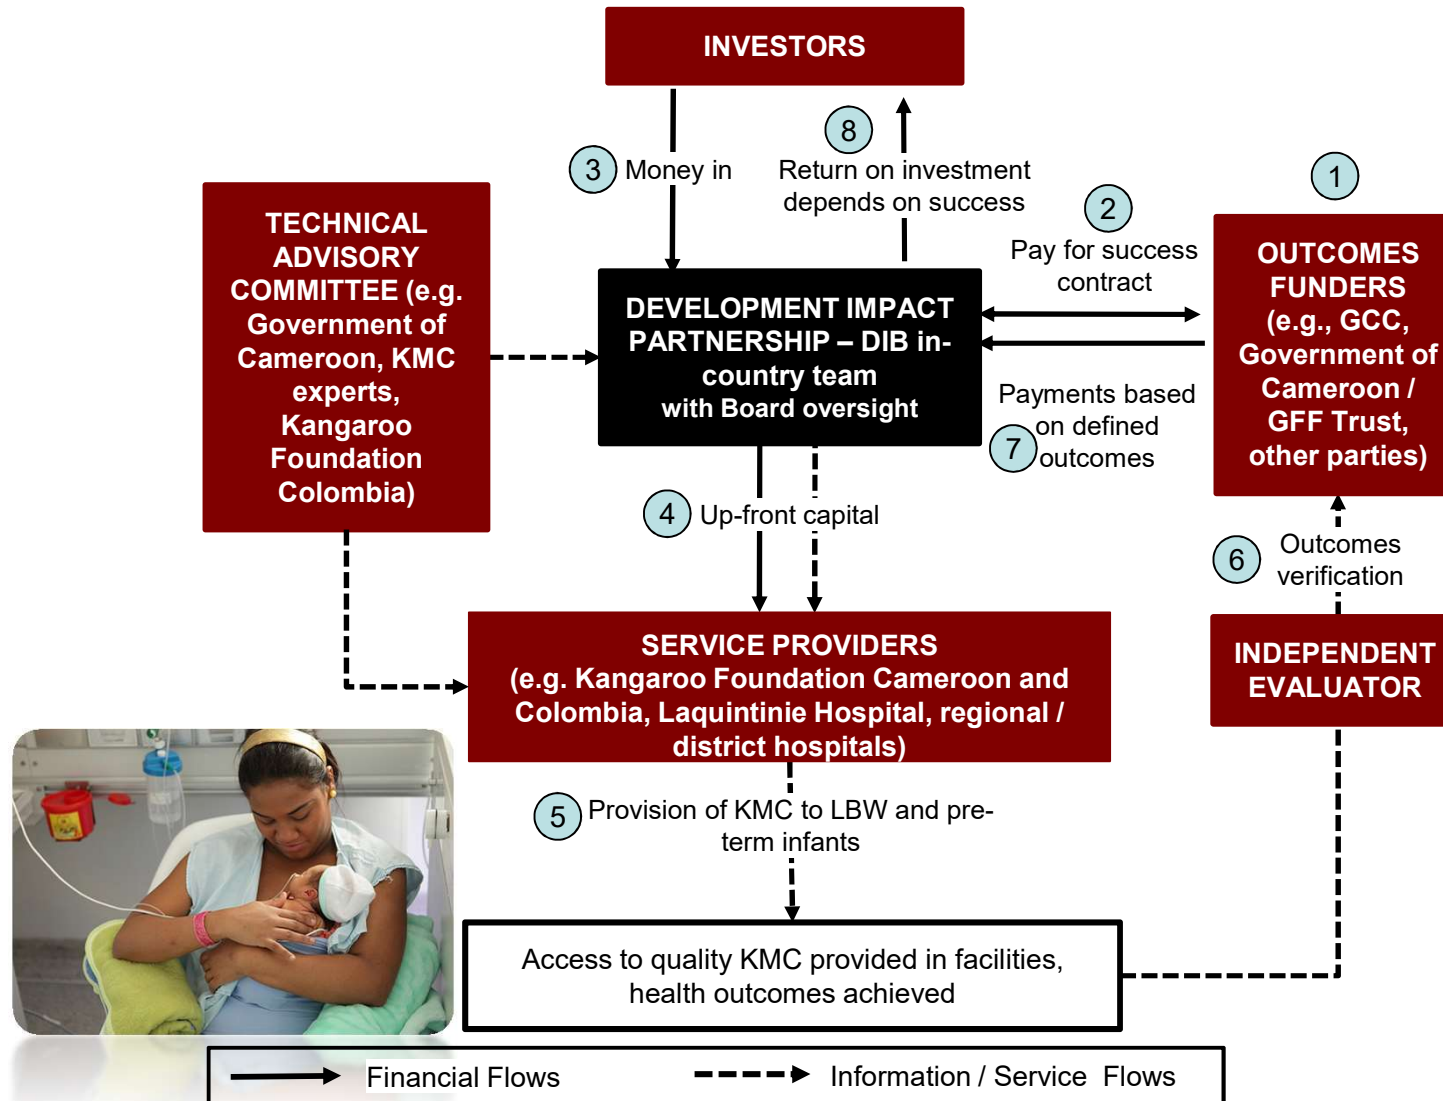 INVESTORS
8
3
Money in
Return on investment
depends on success
1
2
Pay for success
contract
TECHNICAL
ADVISORY
COMMITTEE (e.g.
Government of
Cameroon, KMC
experts,
Kangaroo
Foundation
Colombia)
DEVELOPMENT IMPACT
PARTNERSHIP – DIB in-
country team
with Board oversight
OUTCOMES
FUNDERS
(e.g., GCC,
Government of
Cameroon /
GFF Trust,
other parties)
Payments based
on defined
outcomes
7
4
Up-front capital
6
Outcomes
verification
SERVICE PROVIDERS
(e.g. Kangaroo Foundation Cameroon and
Colombia, Laquintinie Hospital, regional /
district hospitals)
INDEPENDENT
EVALUATOR
5
Provision of KMC to LBW and pre-
term infants
Access to quality KMC provided in facilities,
health outcomes achieved
Financial Flows
Information / Service Flows